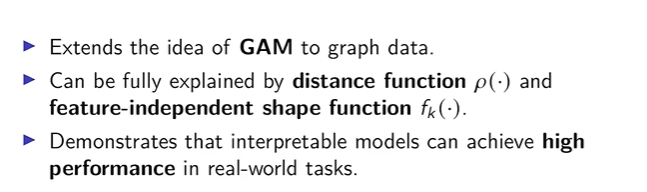 Extends the idea of GAM to graph data.
Can be fully explained by distance function ρ(·) and
feature-independent shape function fₖ(·).
Demonstrates that interpretable models can achieve high
performance in real-world tasks.